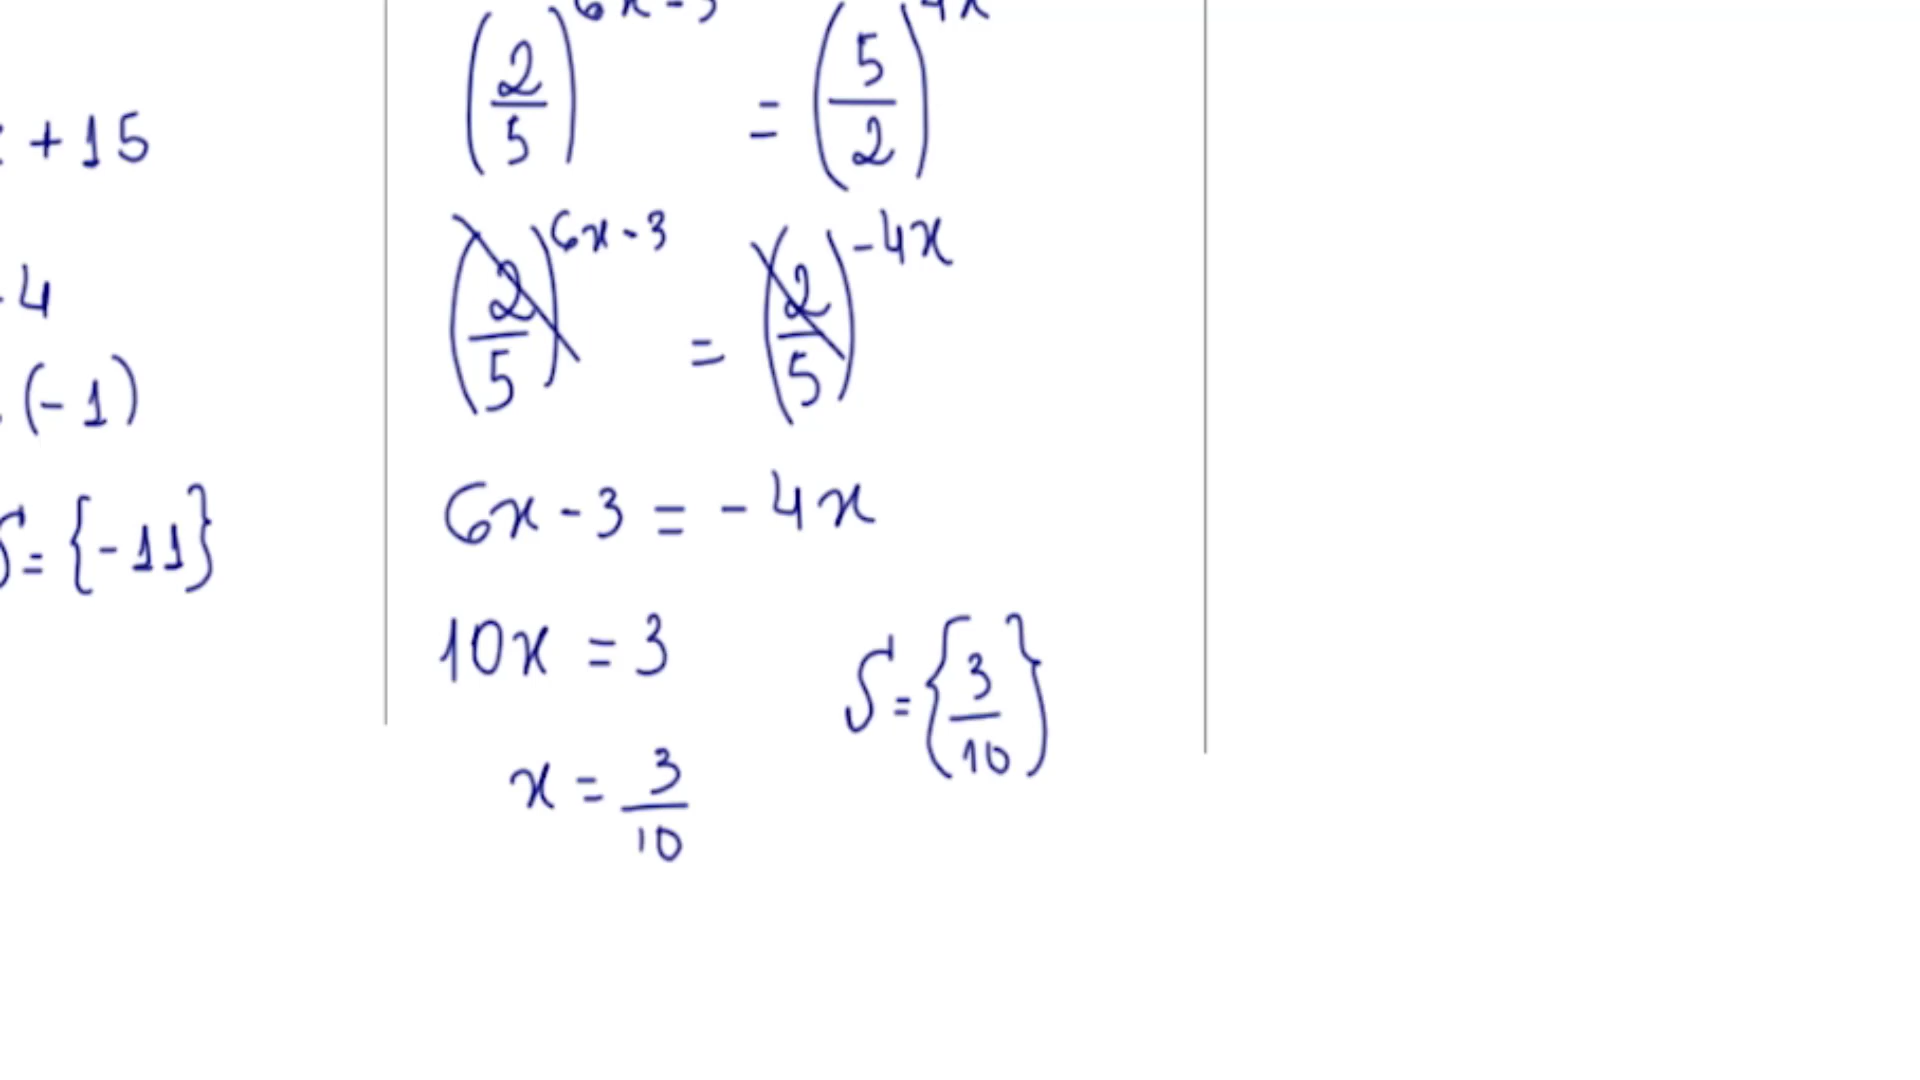 + 15
4
(-1)
S = {-11}
(2/5)^{6x-3} = (5/2)^{4x}
(2/5)^{6x-3} = (2/5)^{-4x}
6x - 3 = -4x
10x = 3
x = 3/10
S = {3/10}